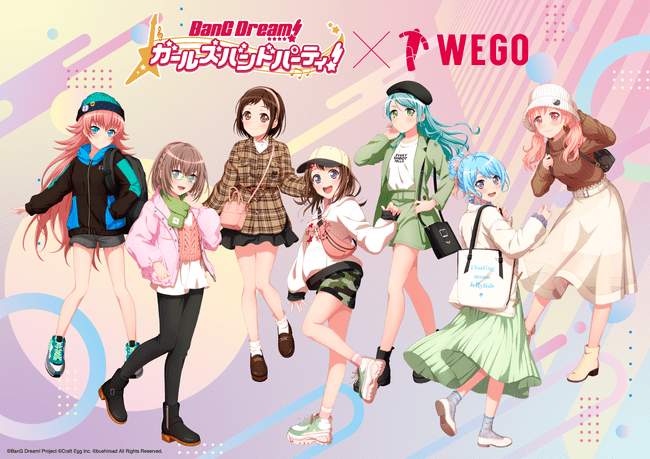 BanG Dream!
ガールズバンドパーティ!
WEGO
I boiling
©BanG Dream! Project ©Craft Egg Inc. ©bushiroad All Rights Reserved.